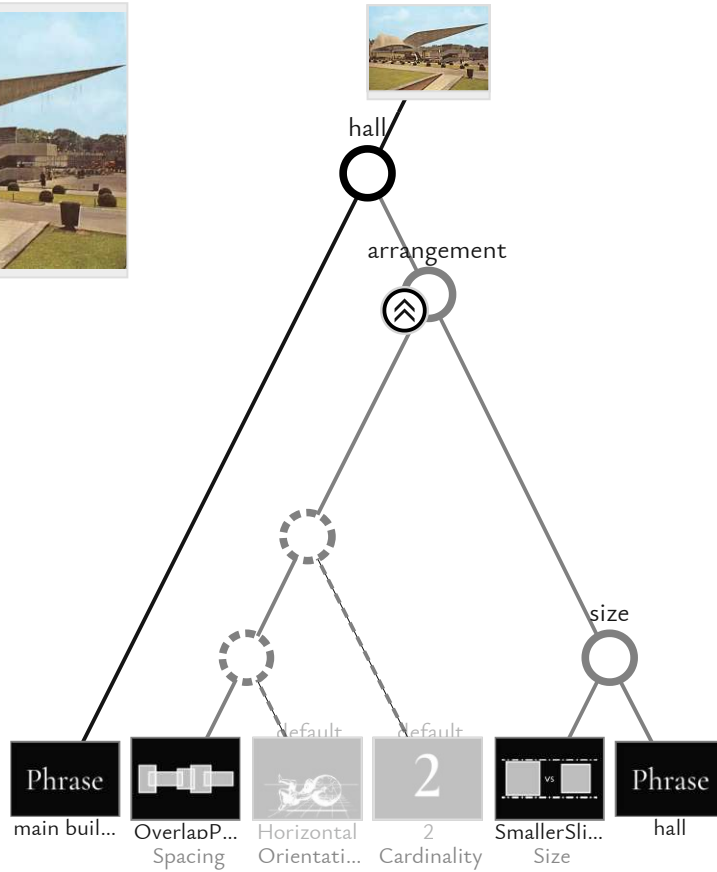 hall
arrangement
size
default
default
Phrase
2
vs
Phrase
main buil...
OverlapP...
Horizontal
2
SmallerSli...
hall
Spacing
Orientati...
Cardinality
Size